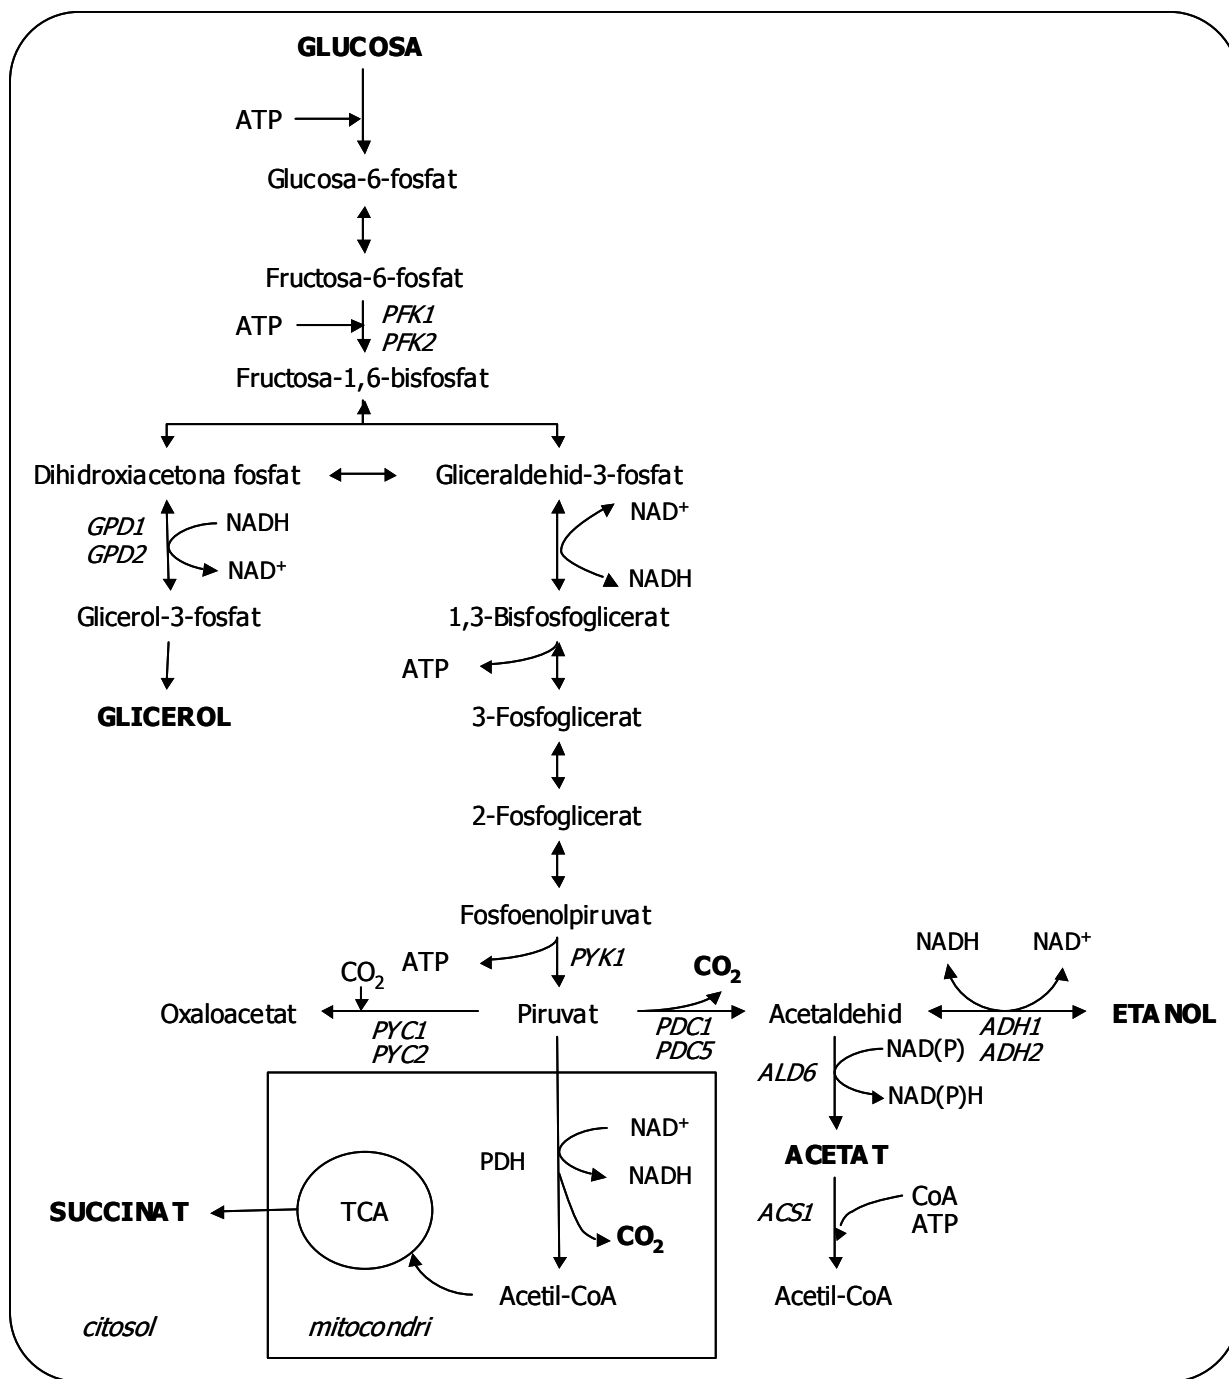 GLUCOSA
ATP
Glucosa-6-fosfat
Fructosa-6-fosfat
ATP
PFK1
PFK2
Fructosa-1,6-bisfosfat
Dihidroxiacetona fosfat
Gliceraldehid-3-fosfat
GPD1
GPD2
NADH
NAD+
NAD+
NADH
Glicerol-3-fosfat
1,3-Bisfosfoglicerat
ATP
GLICEROL
3-Fosfoglicerat
2-Fosfoglicerat
Fosfoenolpiruvat
ATP
PYK1
CO2
CO2
NADH
NAD+
Oxaloacetat
PYC1
PYC2
Piruvat
PDC1
PDC5
Acetaldehid
ADH1
ADH2
ETANOL
ALD6
NAD(P)
NAD(P)H
NAD+
NADH
PDH
CO2
ACETAT
SUCCINAT
TCA
ACS1
CoA
ATP
Acetil-CoA
Acetil-CoA
citosol
mitocondri